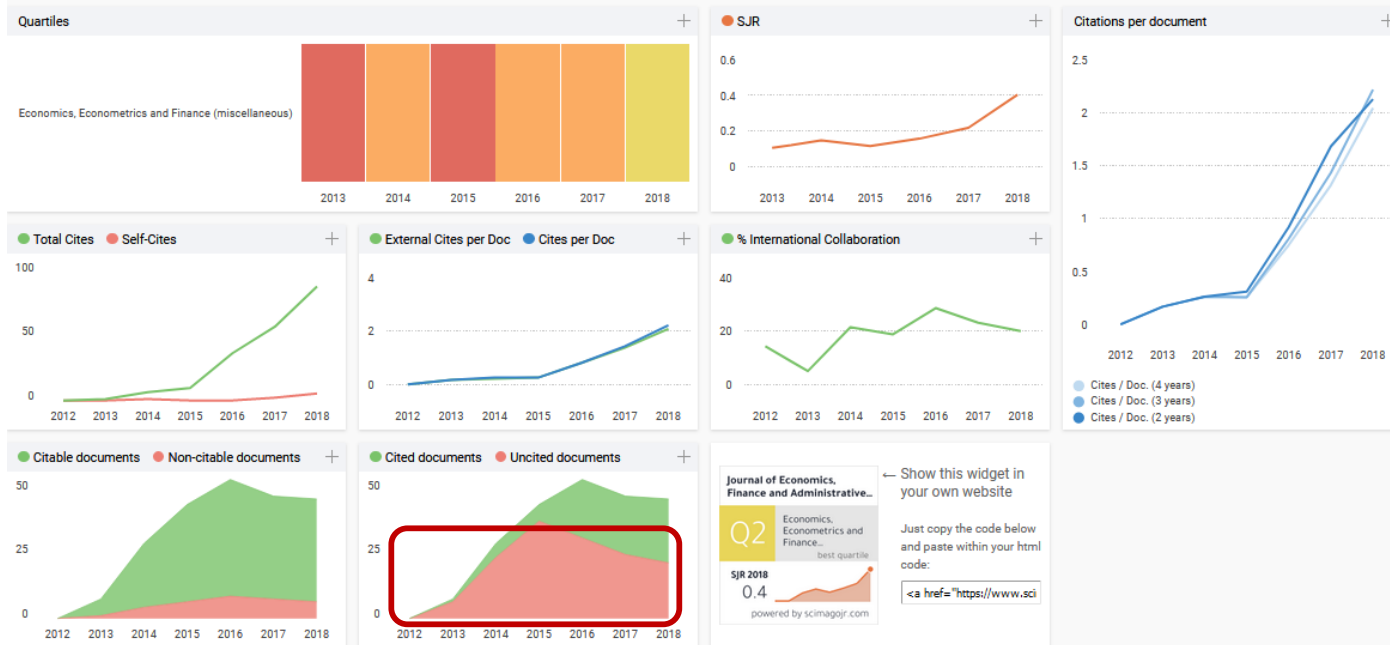 Quartiles
Economics, Econometrics and Finance (miscellaneous)
2013 2014 2015 2016 2017 2018
SJR
0.6
0.4
0.2
0
2013 2014 2015 2016 2017 2018
Citations per document
2.5
2
1.5
1
0.5
0
2012 2013 2014 2015 2016 2017 2018
Cites / Doc. (4 years)
Cites / Doc. (3 years)
Cites / Doc. (2 years)
Total Cites Self-Cites
100
50
0
2012 2013 2014 2015 2016 2017 2018
External Cites per Doc Cites per Doc
4
2
0
2012 2013 2014 2015 2016 2017 2018
% International Collaboration
40
20
0
2012 2013 2014 2015 2016 2017 2018
Citable documents Non-citable documents
50
25
0
2012 2013 2014 2015 2016 2017 2018
Cited documents Uncited documents
50
25
0
2012 2013 2014 2015 2016 2017 2018
Journal of Economics,
Finance and Administrative...
Q2
Economics,
Econometrics and
Finance...
best quartile
SJR 2018
0.4
powered by scimagojr.com
← Show this widget in
your own website
Just copy the code below
and paste within your html
code:
<a href="https://www.sci